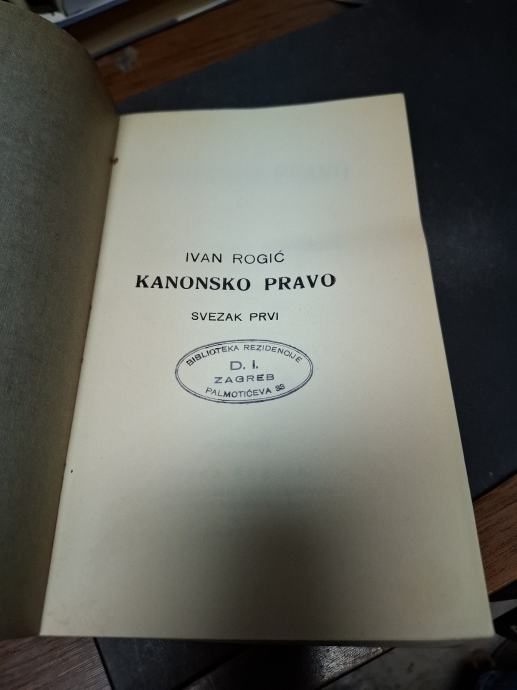 IVAN ROGIĆ
KANONSKO PRAVO
SVEZAK PRVI
BIBLIOTEKA REZIDENCIJE
D. I.
ZAGREB
PALMOTIĆEVA 33